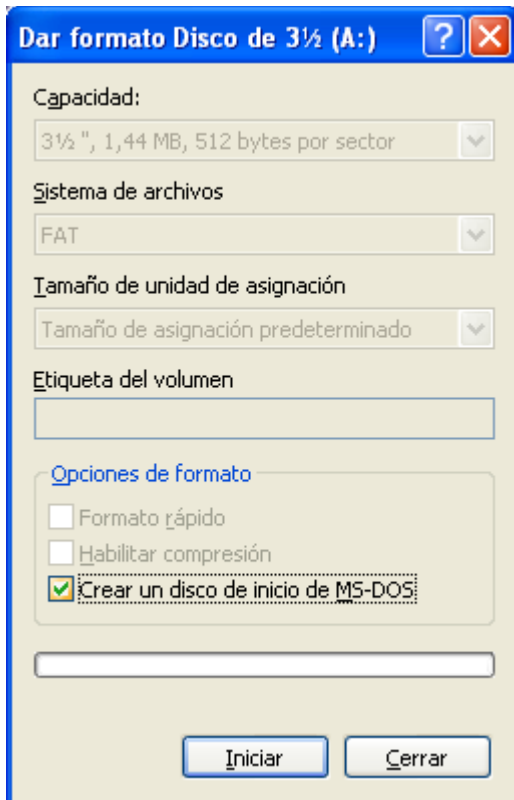 Dar formato Disco de 3½ (A:)
Capacidad:
3½ ", 1,44 MB, 512 bytes por sector
Sistema de archivos
FAT
Tamaño de unidad de asignación
Tamaño de asignación predeterminado
Etiqueta del volumen
Opciones de formato
Formato rápido
Habilitar compresión
Crear un disco de inicio de MS-DOS
Iniciar
Cerrar